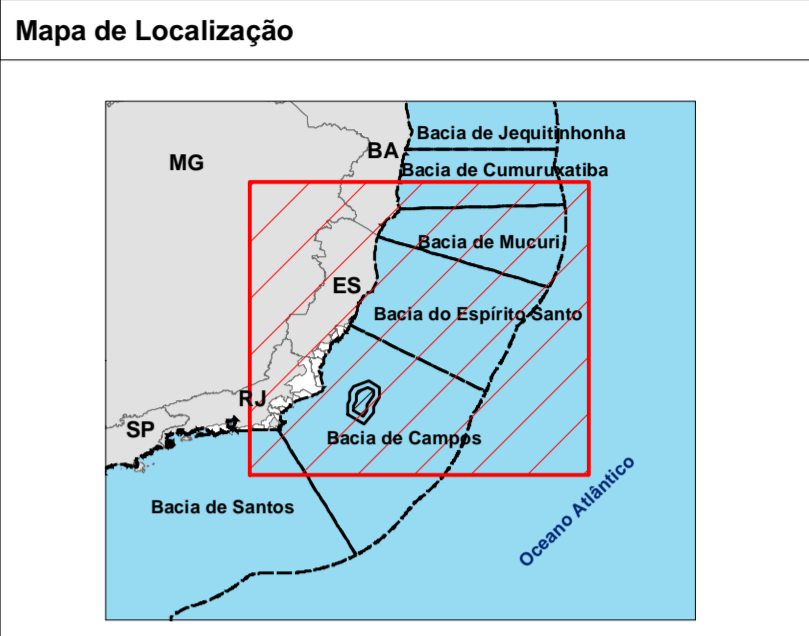 Mapa de Localização
Bacia de Jequitinhonha
BA
MG
Bacia de Cumuruxatiba
Bacia de Mucuri
ES
Bacia do Espírito Santo
RJ
SP
Bacia de Campos
Bacia de Santos
Oceano Atlântico